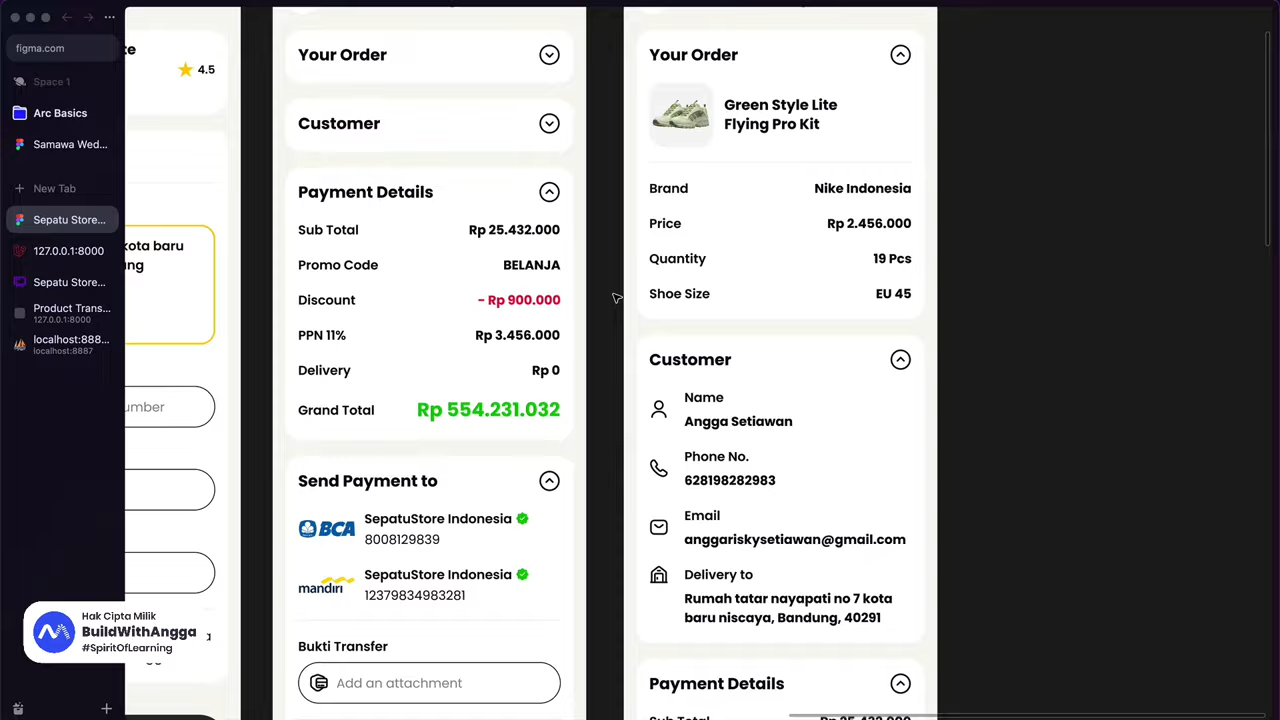 figma.com
Space 1
Arc Basics
Samawa Wed...
New Tab
Sepatu Store...
127.0.0.1:8000
Sepatu Store...
Product Trans...
127.0.0.1:8000
localhost:888...
localhost:8887
Hak Cipta Milik
BuildWithAngga
#SpiritOfLearning
te
4.5
kota baru
ng
umber
Your Order
Customer
Payment Details
Sub Total Rp 25.432.000
Promo Code BELANJA
Discount - Rp 900.000
PPN 11% Rp 3.456.000
Delivery Rp 0
Grand Total Rp 554.231.032
Send Payment to
BCA SepatuStore Indonesia
8008129839
mandiri SepatuStore Indonesia
12379834983281
Bukti Transfer
Add an attachment
Your Order
Green Style Lite
Flying Pro Kit
Brand Nike Indonesia
Price Rp 2.456.000
Quantity 19 Pcs
Shoe Size EU 45
Customer
Name
Angga Setiawan
Phone No.
628198282983
Email
anggariskysetiawan@gmail.com
Delivery to
Rumah tatar nayapati no 7 kota
baru niscaya, Bandung, 40291
Payment Details
Sub Total Rp 25.432.000